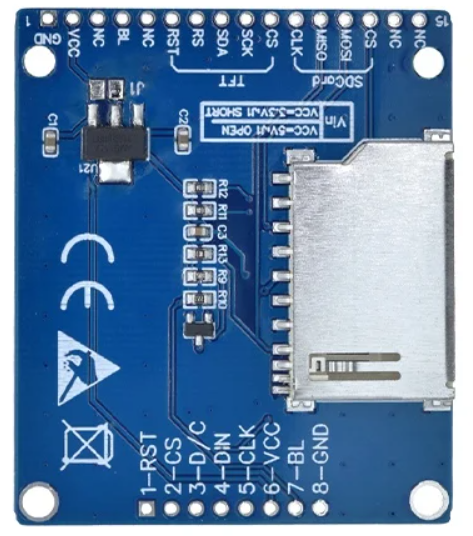 1
15
GND
VCC
NC
BL
NC
RST
RS
SDA
SCK
CS
CLK
MISO
MOSI
CS
NC
NC
TFT
SDCard
J1
Vin
VCC=3.3V:J1 SHORT
VCC=5V:J1 OPEN
C1
C2
U21
R12
R11
C3
R13
R9
R10
CE
1-RST
2-CS
3-D/C
4-DIN
5-CLK
6-VCC
7-BL
8-GND